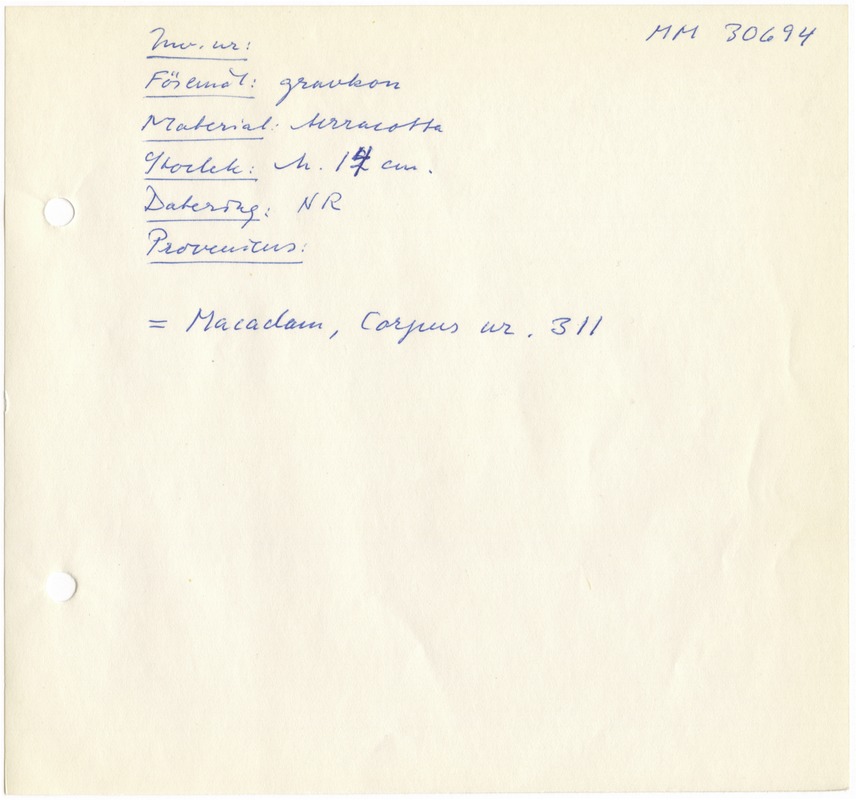 MM 30694
Inv.nr:
Föremål: gravkon
Material: terracotta
Storlek: h. 14 cm.
Datering: NR
Proveniens:
= Macadam, Corpus nr. 311